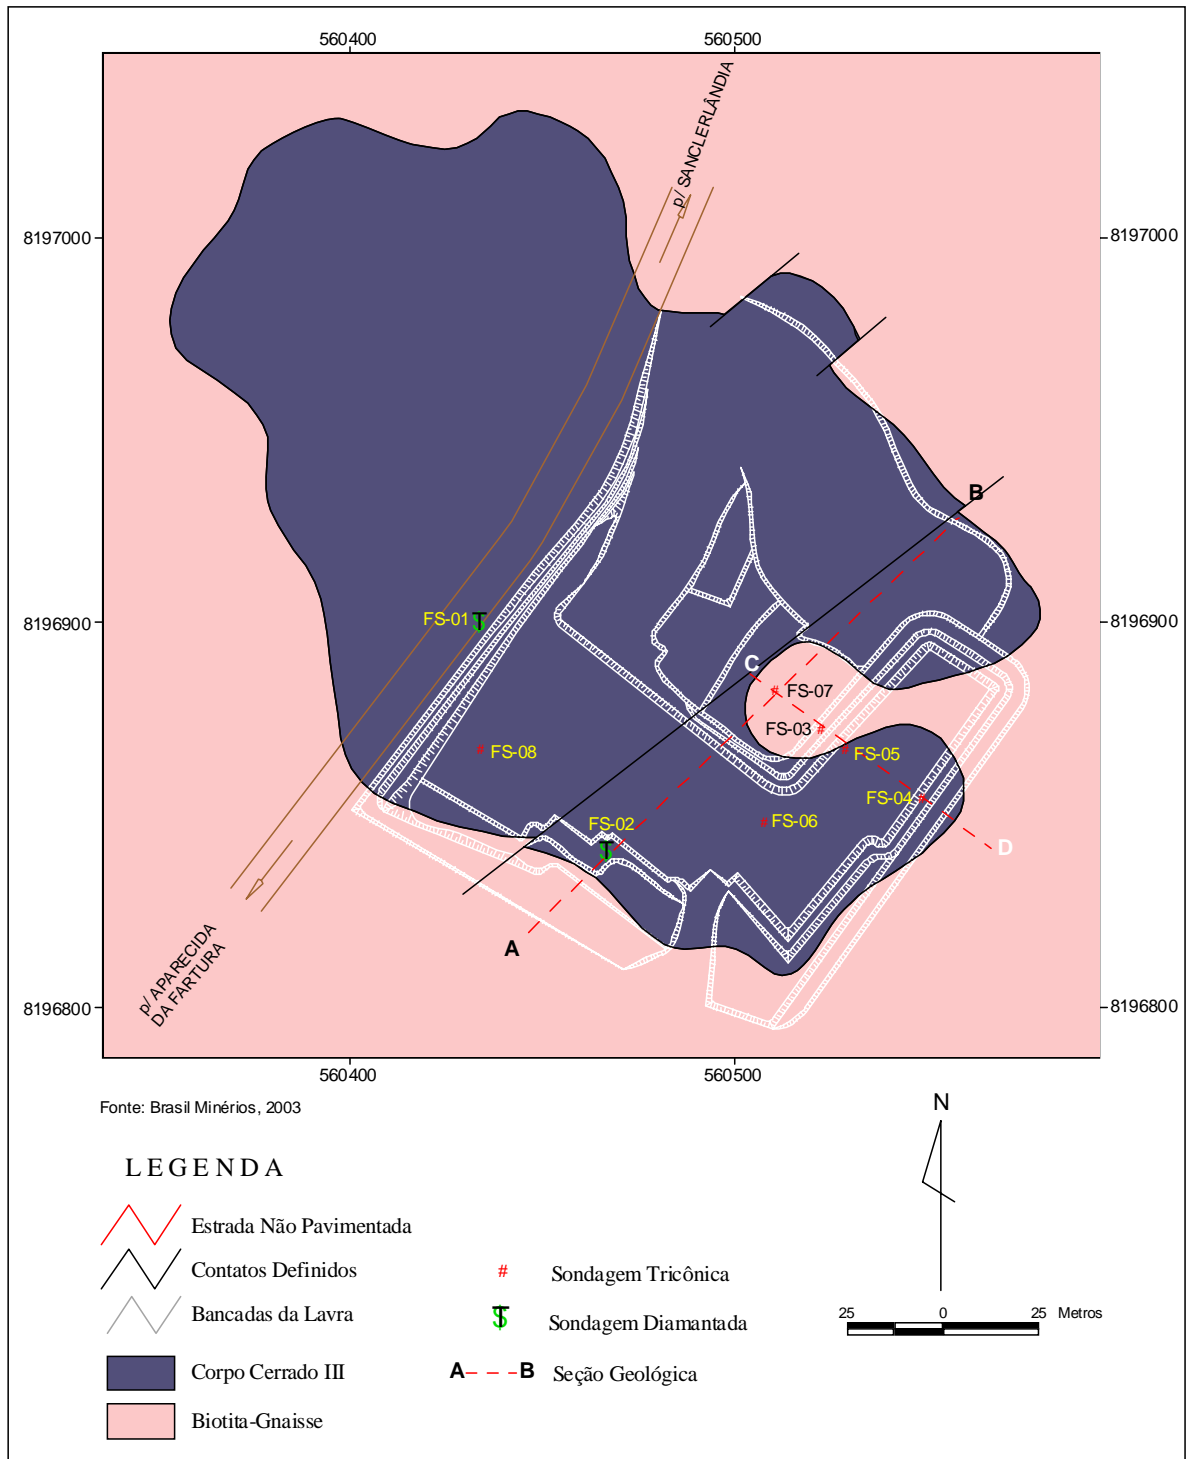 560400
560500
p/ SANCLERLÂNDIA
8197000
8197000
B
FS-01
8196900
8196900
C
FS-07
FS-03
FS-08
FS-05
FS-04
FS-02
FS-06
D
A
p/ APARECIDA
DA FARTURA
8196800
8196800
560400
560500
Fonte: Brasil Minérios, 2003
N
LEGENDA
Estrada Não Pavimentada
Contatos Definidos
# Sondagem Tricônica
Bancadas da Lavra
Sondagem Diamantada
25 0 25 Metros
Corpo Cerrado III
A B Seção Geológica
Biotita-Gnaisse